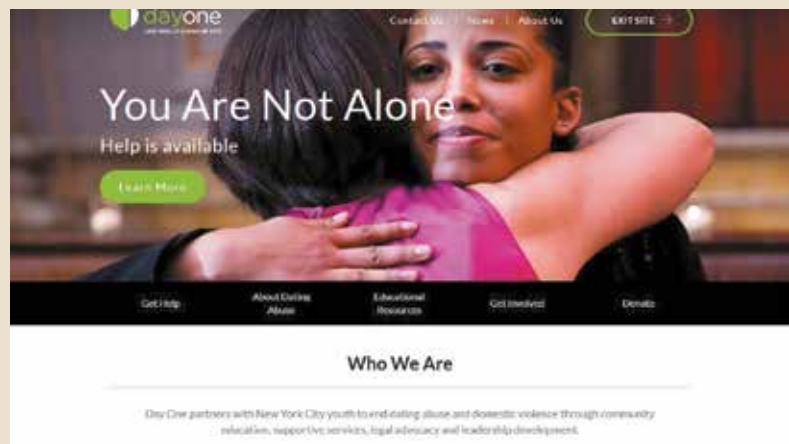 dayone
Contact Us | News | About Us
EXIT SITE →
You Are Not Alone
Help is available
Learn More
Get Help
About Dating
Abuse
Educational
Resources
Get Involved
Donate
Who We Are
Day One partners with New York City youth to end dating abuse and domestic violence through community
education, supportive services, legal advocacy and leadership development.